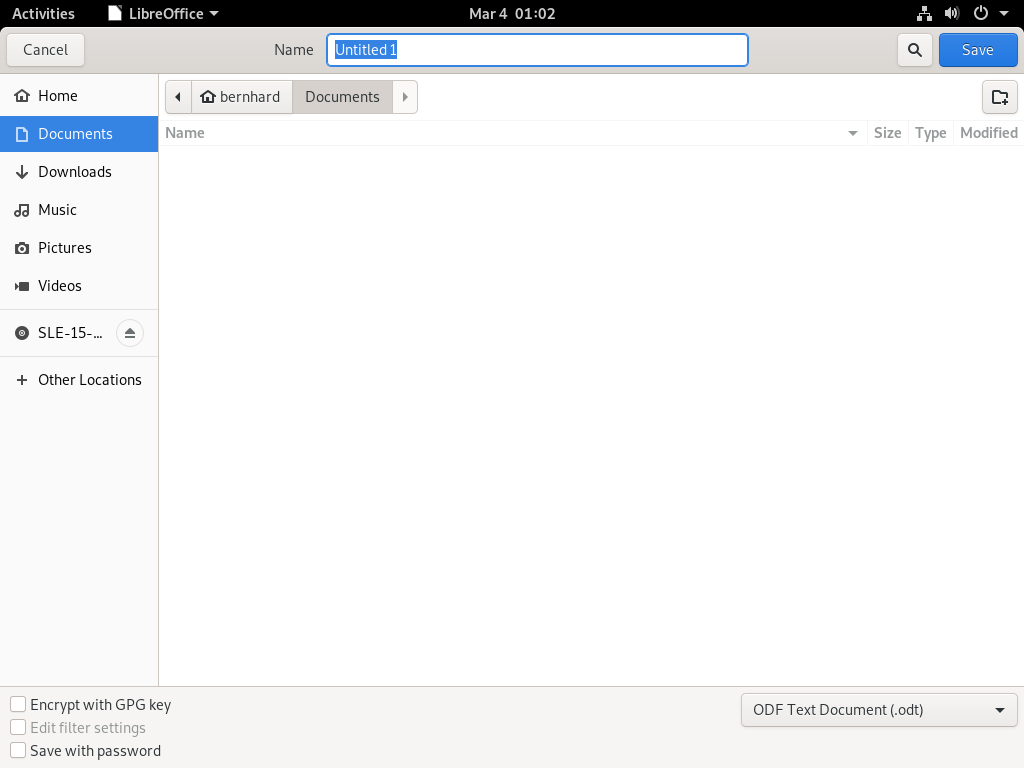 Activities LibreOffice Mar 4 01:02
Cancel Name Untitled 1 Save
Home bernhard Documents
Documents Name Size Type Modified
Downloads
Music
Pictures
Videos
SLE-15-...
Other Locations
Encrypt with GPG key ODF Text Document (.odt)
Edit filter settings
Save with password